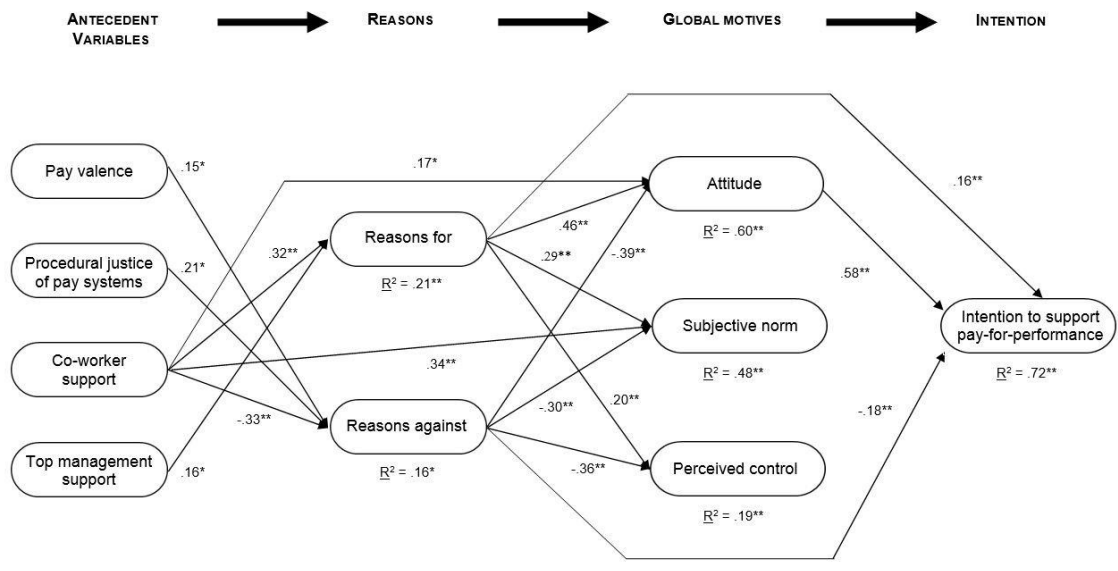 ANTECEDENT
VARIABLES
REASONS
GLOBAL MOTIVES
INTENTION
Pay valence
.15*
.17*
Attitude
.16**
R² = .60**
Reasons for
.46**
R² = .21**
-.39**
.29**
.32**
Procedural justice
of pay systems
.21*
.58**
Subjective norm
R² = .48**
Intention to support
pay-for-performance
R² = .72**
Co-worker
support
.34**
-.33**
Reasons against
R² = .16*
-.30**
.20**
-.18**
-.36**
Top management
support
.16*
Perceived control
R² = .19**